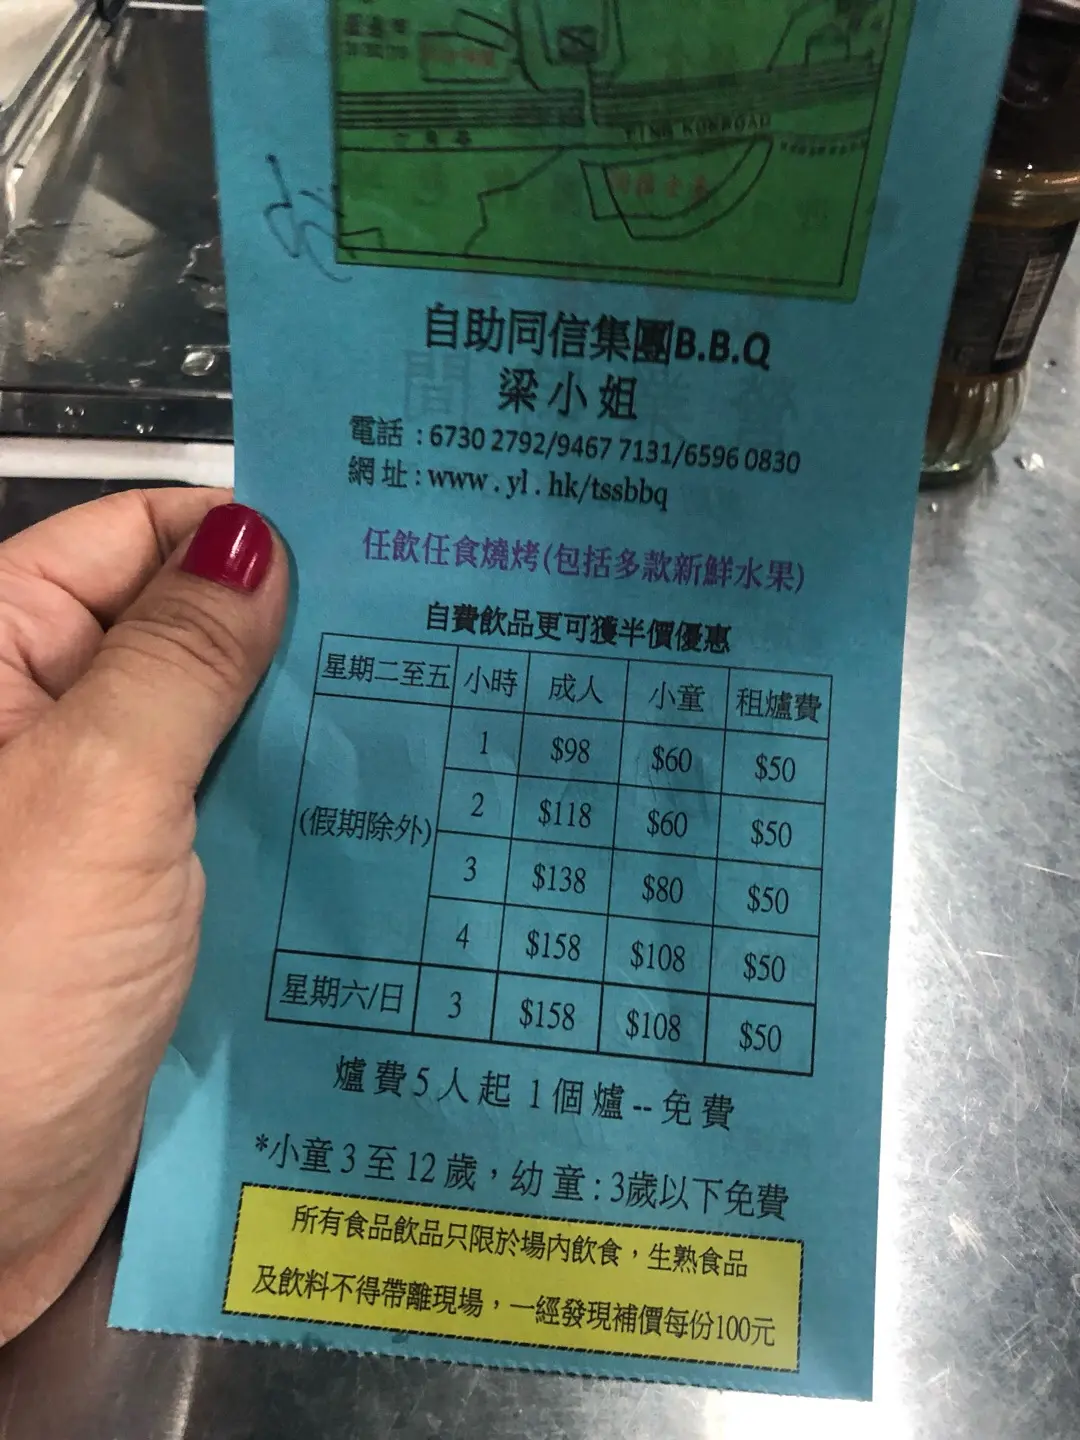 PING KONROAD
自助同信集團B.B.Q
梁小姐
電話：6730 2792/9467 7131/6596 0830
網址：www.yl.hk/tssbbq
任飲任食燒烤(包括多款新鮮水果)
自費飲品更可獲半價優惠
星期二至五 小時 成人 小童 租爐費
1 $98 $60 $50
2 $118 $60 $50
(假期除外)
3 $138 $80 $50
4 $158 $108 $50
星期六/日 3 $158 $108 $50
爐費5人起 1個爐--免費
*小童3至12歲，幼童:3歲以下免費
所有食品飲品只限於場內飲食，生熟食品
及飲料不得帶離現場，一經發現補價每份100元